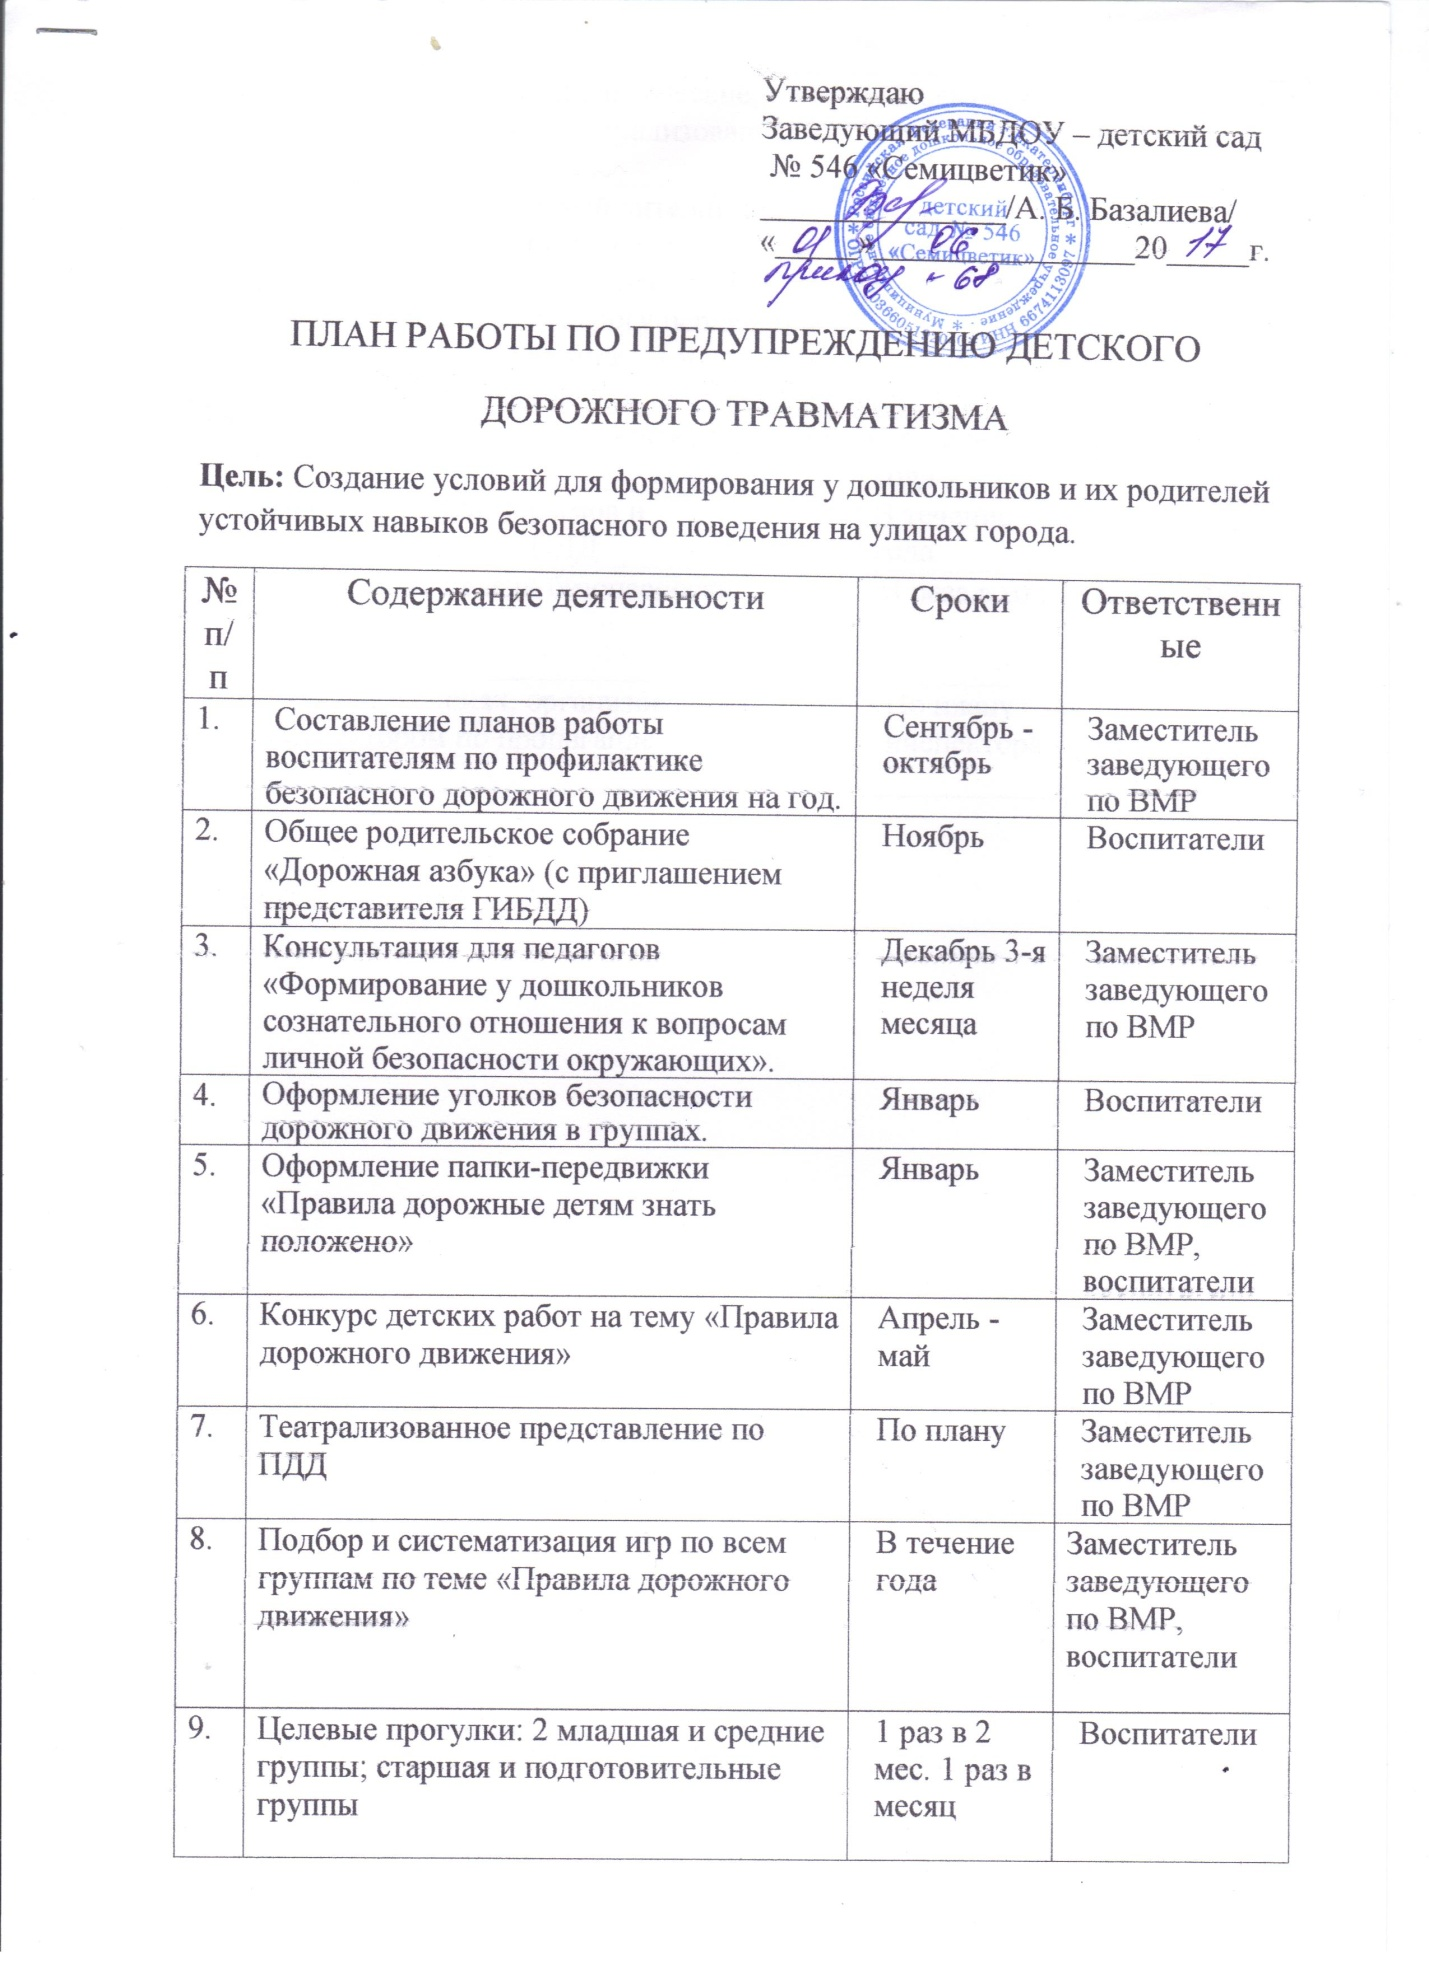 Утверждаю
Заведующий МБДОУ – детский сад
№ 546 «Семицветик»
/А. В. Базалиева/
«01» 06 2017 г.
приказ - 68
детский
сад № 546
«Семицветик»
ПЛАН РАБОТЫ ПО ПРЕДУПРЕЖДЕНИЮ ДЕТСКОГО
ДОРОЖНОГО ТРАВМАТИЗМА
Цель: Создание условий для формирования у дошкольников и их родителей
устойчивых навыков безопасного поведения на улицах города.
№ п/п Содержание деятельности Сроки Ответственные
1. Составление планов работы
воспитателям по профилактике
безопасного дорожного движения на год.
Сентябрь -
октябрь
Заместитель
заведующего
по ВМР
2. Общее родительское собрание
«Дорожная азбука» (с приглашением
представителя ГИБДД)
Ноябрь
Воспитатели
3. Консультация для педагогов
«Формирование у дошкольников
сознательного отношения к вопросам
личной безопасности окружающих».
Декабрь 3-я
неделя
месяца
Заместитель
заведующего
по ВМР
4. Оформление уголков безопасности
дорожного движения в группах.
Январь
Воспитатели
5. Оформление папки-передвижки
«Правила дорожные детям знать
положено»
Январь
Заместитель
заведующего
по ВМР,
воспитатели
6. Конкурс детских работ на тему «Правила
дорожного движения»
Апрель -
май
Заместитель
заведующего
по ВМР
7. Театрализованное представление по
ПДД
По плану
Заместитель
заведующего
по ВМР
8. Подбор и систематизация игр по всем
группам по теме «Правила дорожного
движения»
В течение
года
Заместитель
заведующего
по ВМР,
воспитатели
9. Целевые прогулки: 2 младшая и средние
группы; старшая и подготовительные
группы
1 раз в 2
мес. 1 раз в
месяц
Воспитатели